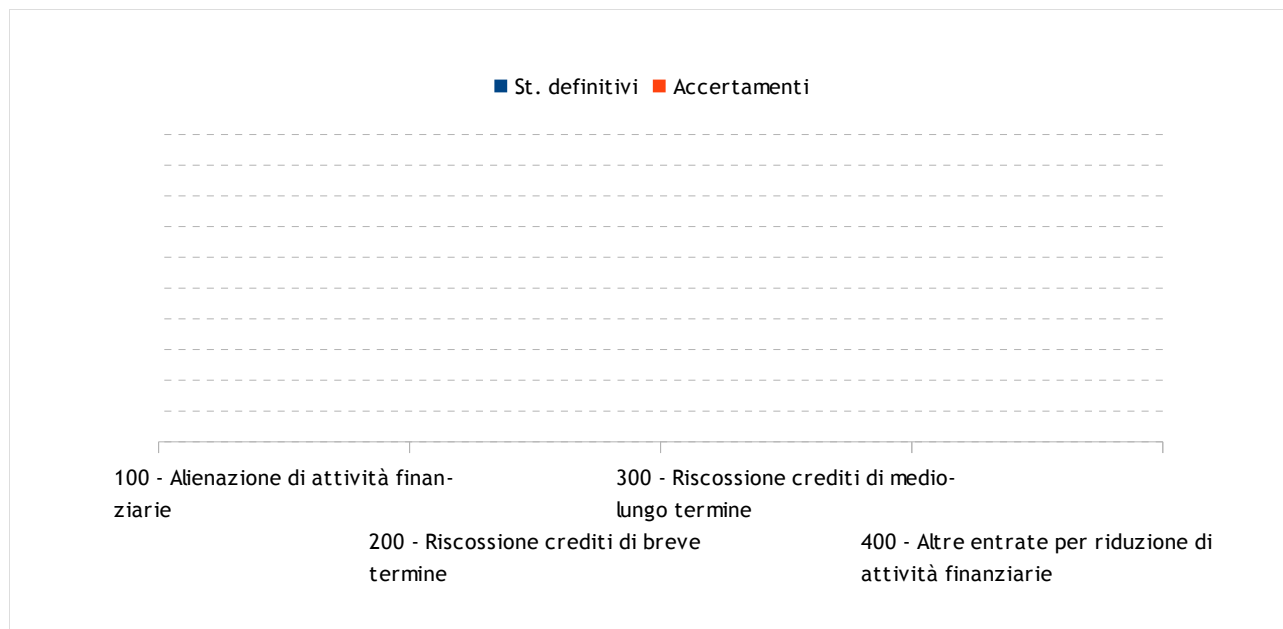 St. definitivi Accertamenti
100 - Alienazione di attività finan-
ziarie
200 - Riscossione crediti di breve
termine
300 - Riscossione crediti di medio-
lungo termine
400 - Altre entrate per riduzione di
attività finanziarie